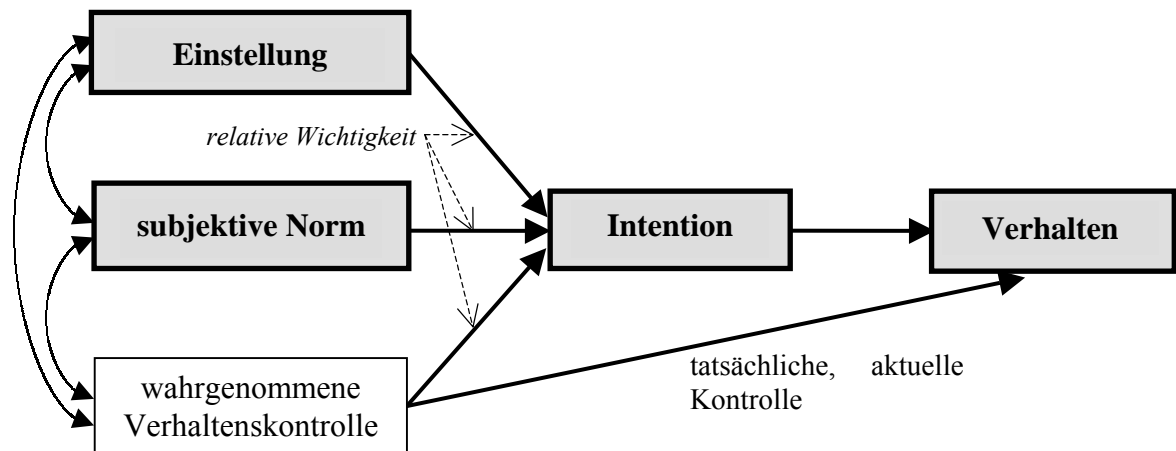 Einstellung
relative Wichtigkeit
subjektive Norm
Intention
Verhalten
wahrgenommene
Verhaltenskontrolle
tatsächliche, aktuelle
Kontrolle